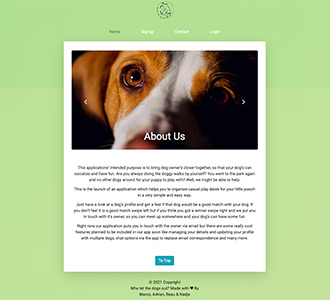 Home Signup Contact Login
About Us
This applications' intended purpose is to bring dog owner's closer together, so that your dog's can
socialize and have fun. Are you always doing the doggy walks by yourself? You went to the park again
and no other dogs around for your puppy to play with? Well, we might be able to help.
This is the launch of an application which helps you to organise casual play dates for your little pooch
in a very simple and easy way.
Just have a look at a dog's profile and get a feel if that dog would be a good match with your dog. If
you don't feel it is a good match swipe left but if you think you got a winner swipe right and we put you
in touch with it's owner, so you can meet up somewhere and your dog's can have some fun.
Right now our application puts you in touch with the owner via email but there are some really cool
features planned to be included in our app soon like managing your details and updating your profile
with multiple dogs, chat options via the app to replace email correspondence and many more.
To Top
© 2021 Copyright
Who let the dogs out? Made with ❤ By
Marcio, Adrian, Beau & Nadja